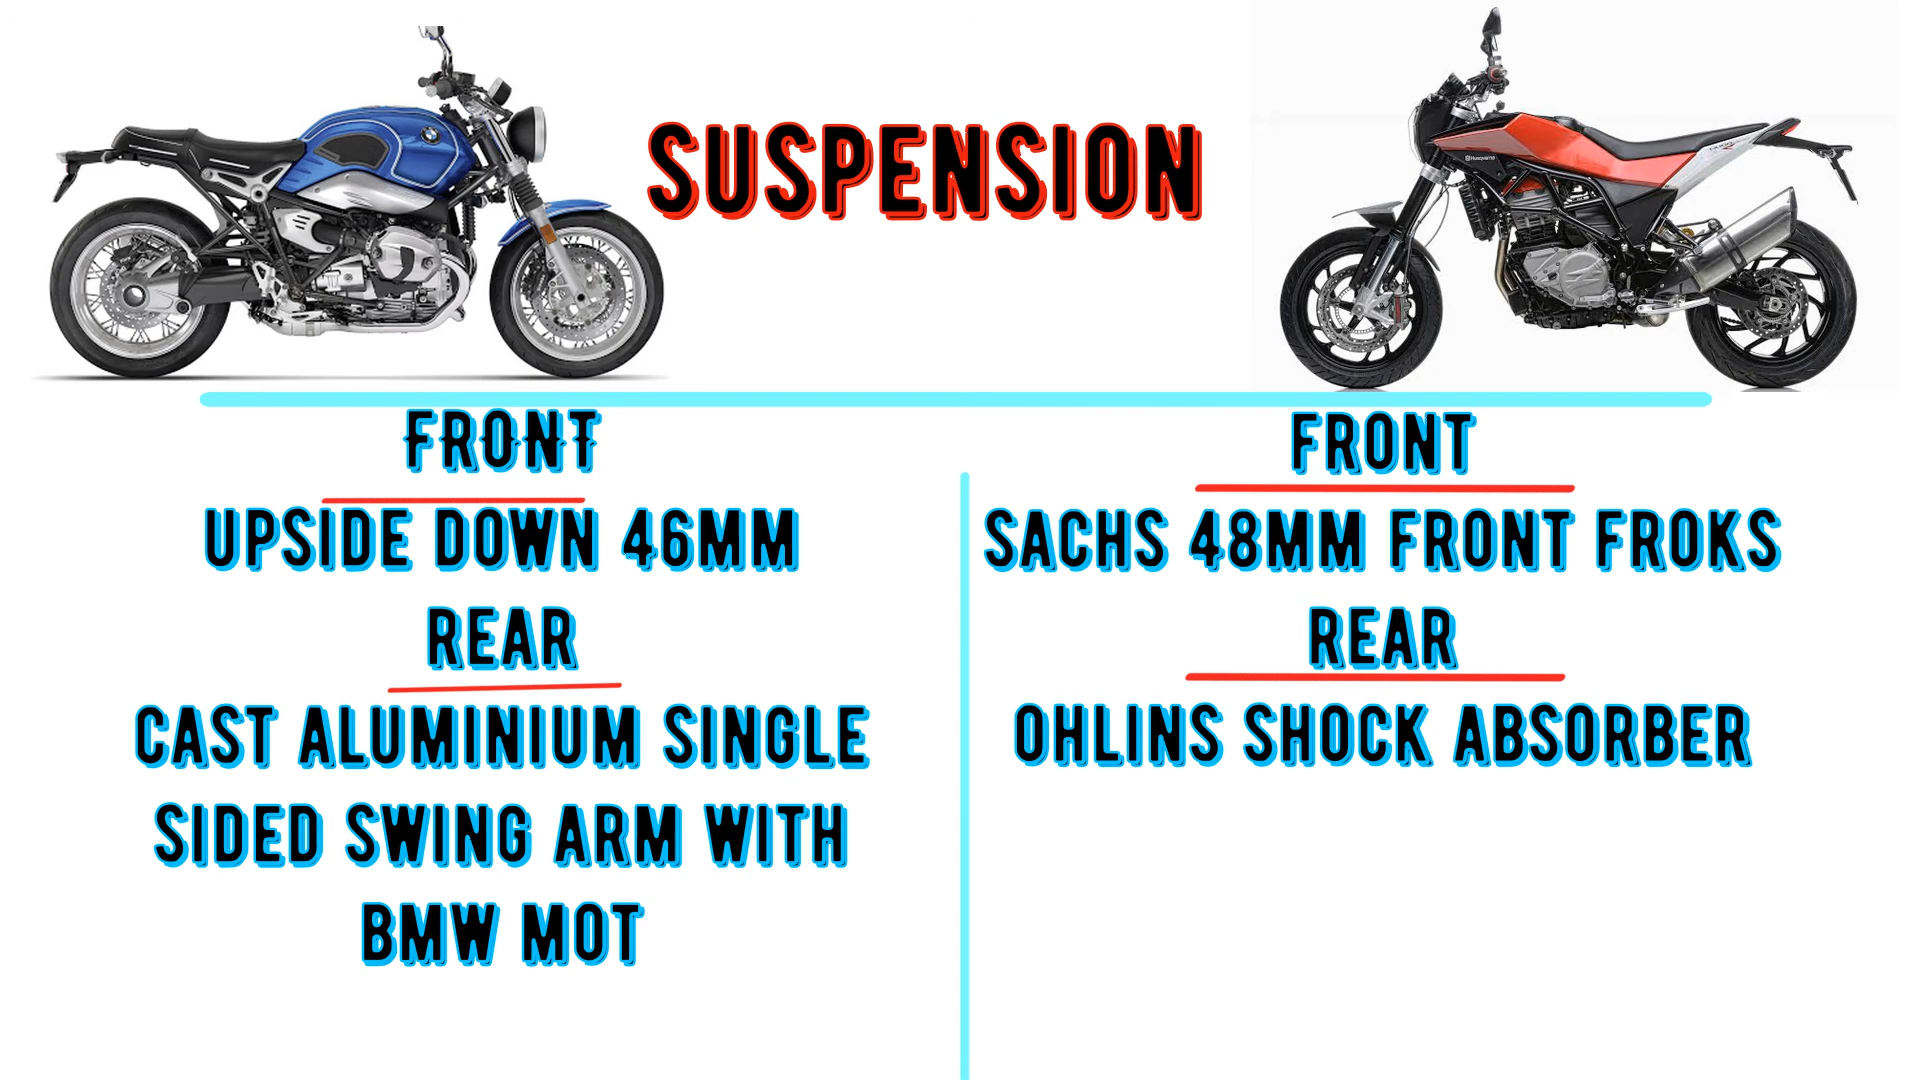 SUSPENSION
FRONT
UPSIDE DOWN 46MM
REAR
CAST ALUMINIUM SINGLE
SIDED SWING ARM WITH
BMW MOT
FRONT
SACHS 48MM FRONT FROKS
REAR
OHLINS SHOCK ABSORBER
Husqvarna